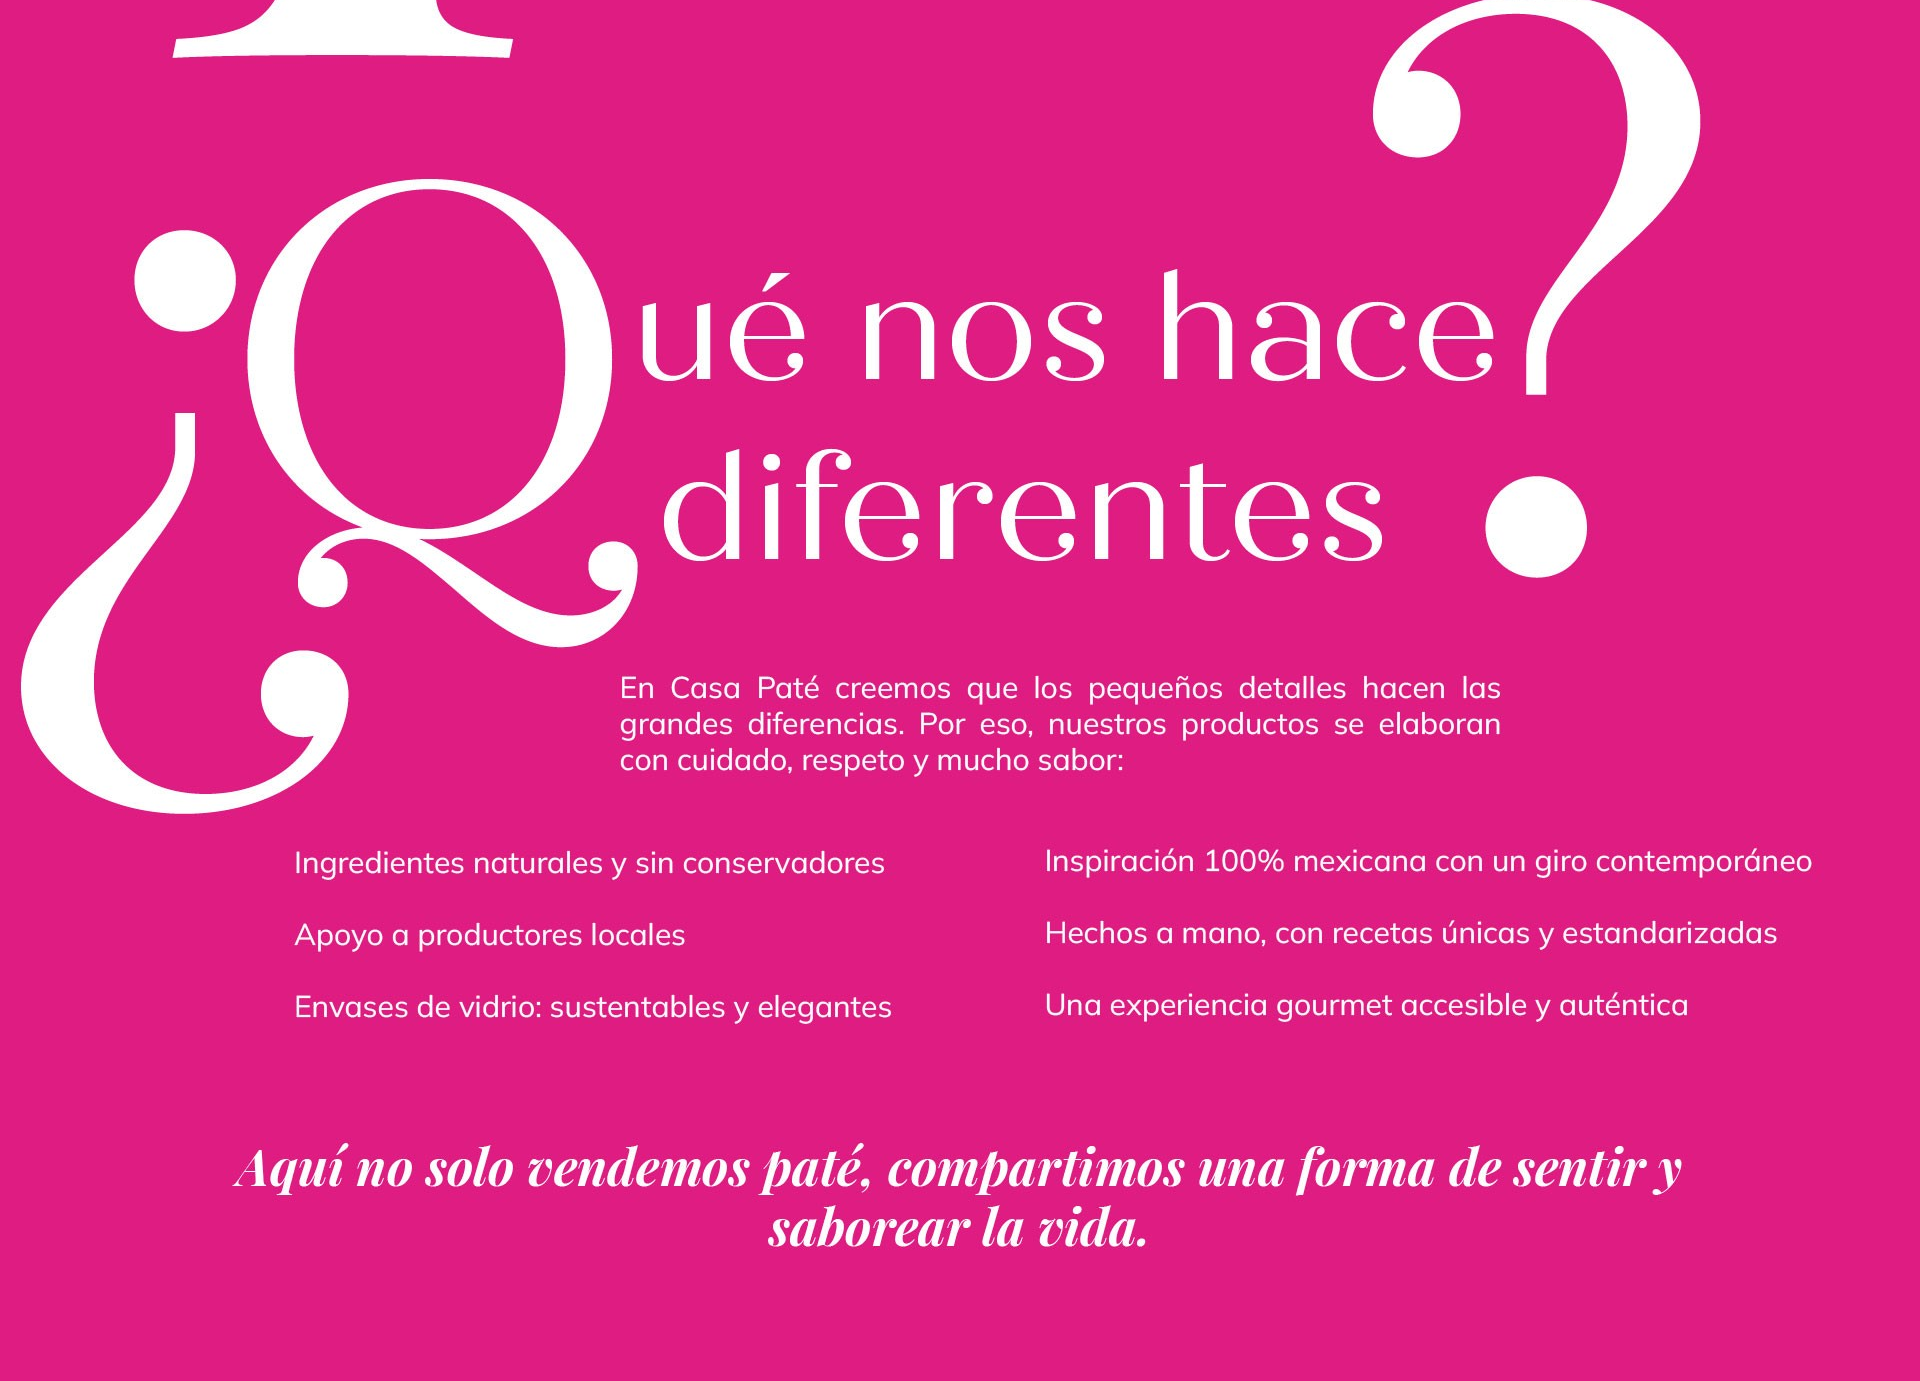 ¿Qué nos hace
diferentes?
En Casa Paté creemos que los pequeños detalles hacen las
grandes diferencias. Por eso, nuestros productos se elaboran
con cuidado, respeto y mucho sabor:
Ingredientes naturales y sin conservadores
Apoyo a productores locales
Envases de vidrio: sustentables y elegantes
Inspiración 100% mexicana con un giro contemporáneo
Hechos a mano, con recetas únicas y estandarizadas
Una experiencia gourmet accesible y auténtica
Aquí no solo vendemos paté, compartimos una forma de sentir y
saborear la vida.